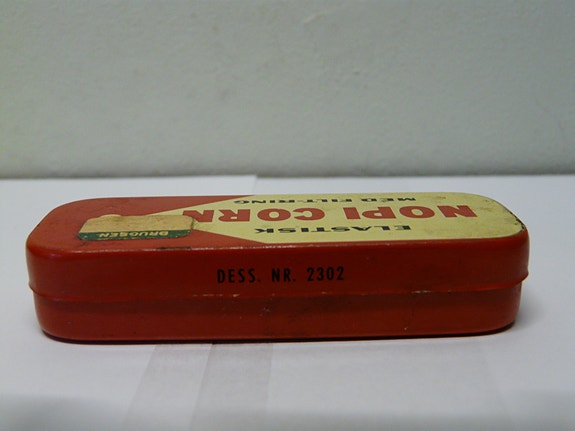 ELASTISK
NOPI CORN
MED FILT-RING
BRUGSEN
DESS. NR. 2302